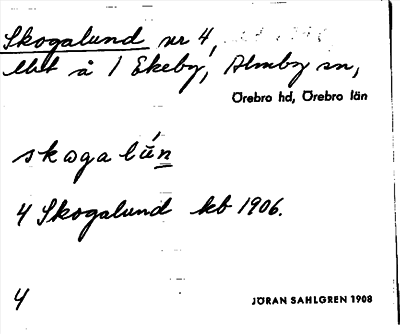 Skogalund nr 4,
lht å 1 Ekeby, Almby sn,
Örebro hd, Örebro län
skogalún
4 Skogalund kb 1906.
4
JÖRAN SAHLGREN 1908